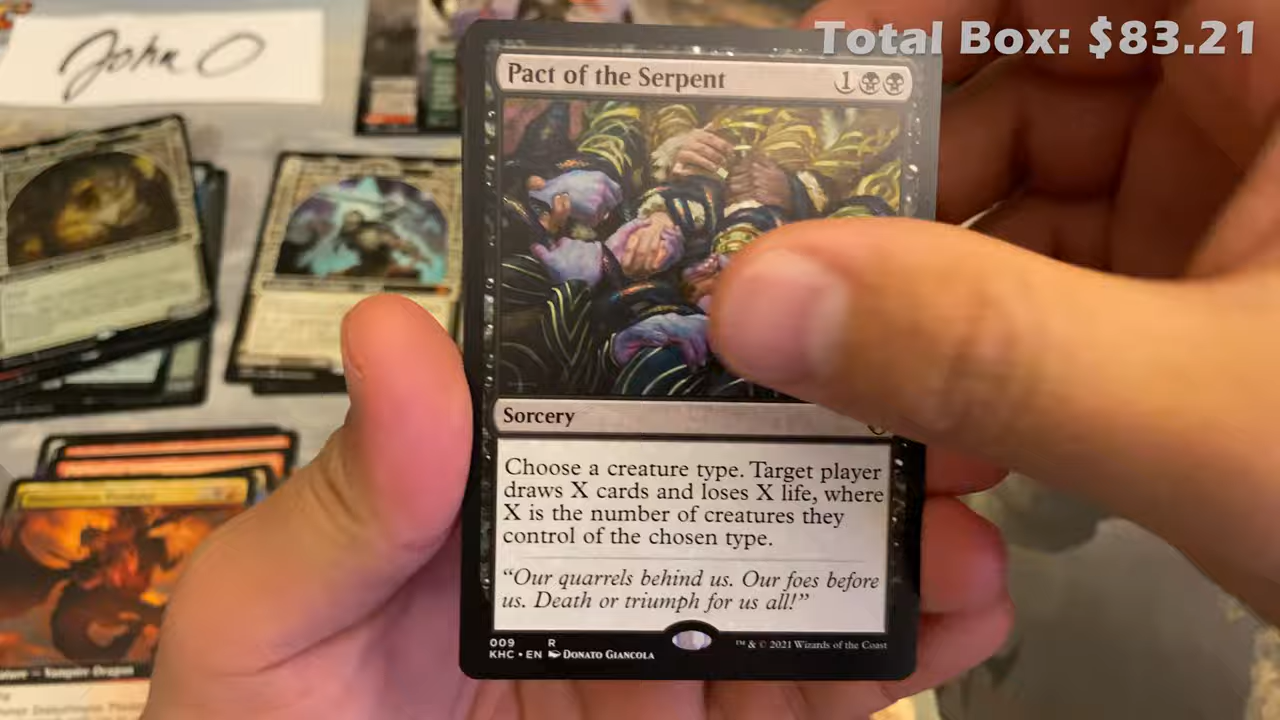 Total Box: $83.21
John O
Pact of the Serpent
1
Sorcery
Choose a creature type. Target player
draws X cards and loses X life, where
X is the number of creatures they
control of the chosen type.
“Our quarrels behind us. Our foes before
us. Death or triumph for us all!”
009 R
KHC • EN DONATO GIANCOLA
™ & © 2021 Wizards of the Coast
Vampire Dragon